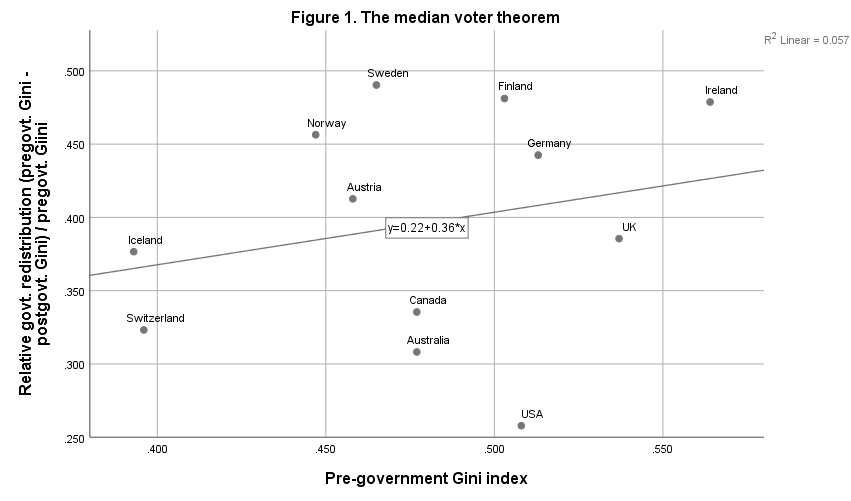 Figure 1. The median voter theorem
R2 Linear = 0.057
Relative govt. redistribution (pregovt. Gini -
postgovt. Gini) / pregovt. Giini
.500
.450
.400
.350
.300
.250
Sweden
Finland
Ireland
Norway
Germany
Austria
y=0.22+0.36*x
UK
Iceland
Canada
Switzerland
Australia
USA
.400
.450
.500
.550
Pre-government Gini index